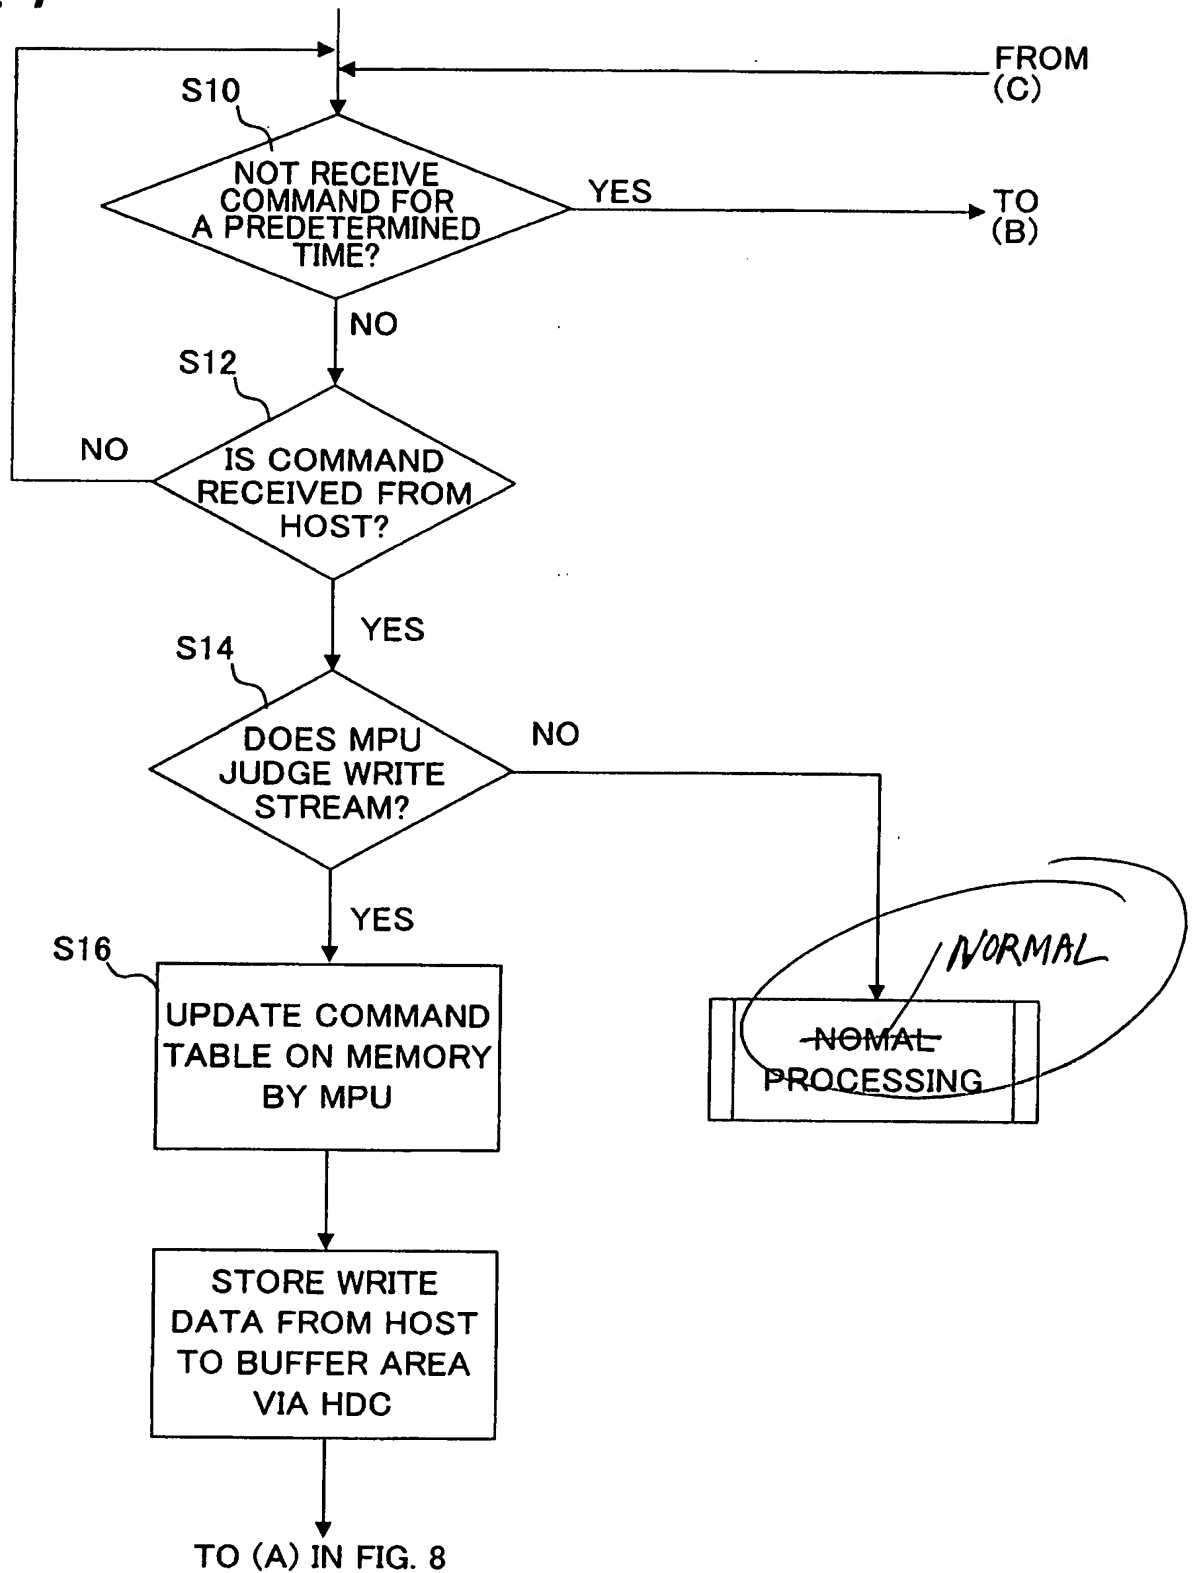 FROM
(C)
S10
NOT RECEIVE
COMMAND FOR
A PREDETERMINED
TIME?
YES
TO
(B)
NO
S12
NO
IS COMMAND
RECEIVED FROM
HOST?
YES
S14
DOES MPU
JUDGE WRITE
STREAM?
NO
YES
S16
UPDATE COMMAND
TABLE ON MEMORY
BY MPU
NORMAL
NOMAL
PROCESSING
STORE WRITE
DATA FROM HOST
TO BUFFER AREA
VIA HDC
TO (A) IN FIG. 8